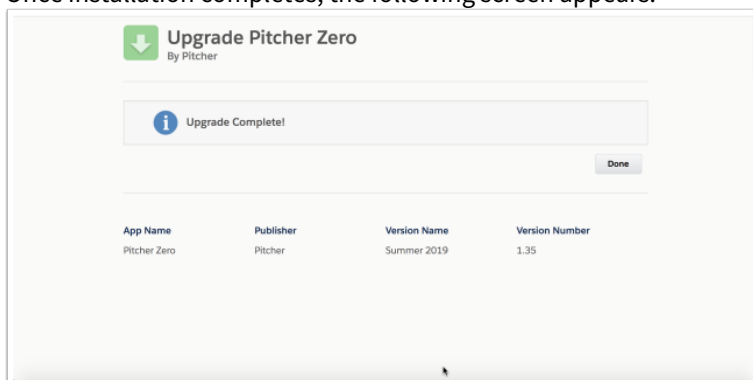 Once installation completes, the following screen appears.
Upgrade Pitcher Zero
By Pitcher
Upgrade Complete!
Done
App Name Publisher Version Name Version Number
Pitcher Zero Pitcher Summer 2019 1.35